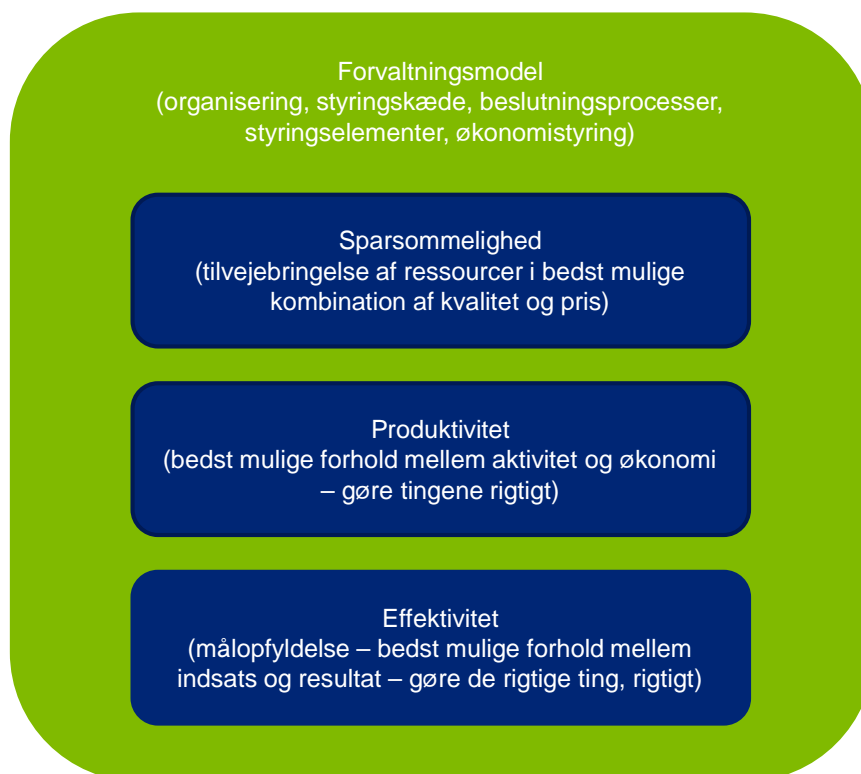 Forvaltningsmodel
(organisering, styringskæde, beslutningsprocesser,
styringselementer, økonomistyring)
Sparsommelighed
(tilvejebringelse af ressourcer i bedst mulige
kombination af kvalitet og pris)
Produktivitet
(bedst mulige forhold mellem aktivitet og økonomi
– gøre tingene rigtigt)
Effektivitet
(målopfyldelse – bedst mulige forhold mellem
indsats og resultat – gøre de rigtige ting, rigtigt)